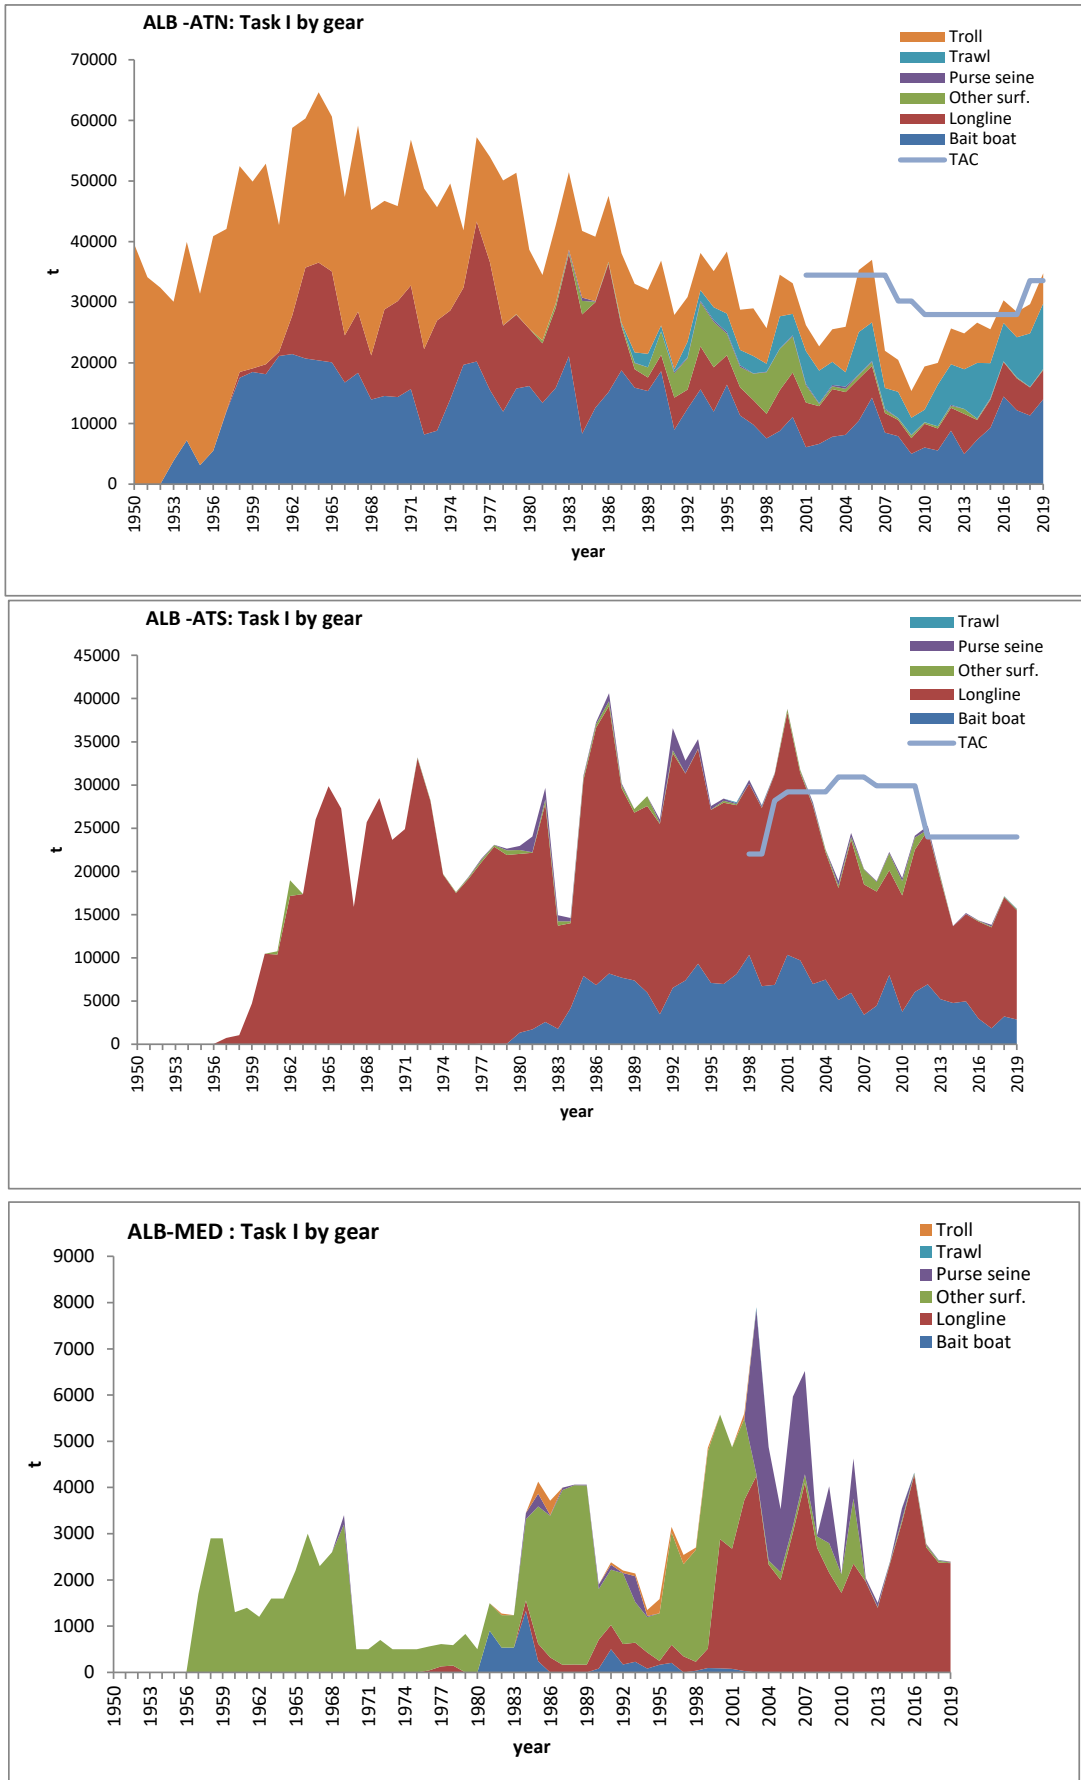 ALB -ATN: Task I by gear
Troll
Trawl
Purse seine
Other surf.
Longline
Bait boat
TAC
70000
60000
50000
40000
30000
20000
10000
0
t
1950 1953 1956 1959 1962 1965 1968 1971 1974 1977 1980 1983 1986 1989 1992 1995 1998 2001 2004 2007 2010 2013 2016 2019
year
ALB -ATS: Task I by gear
Trawl
Purse seine
Other surf.
Longline
Bait boat
TAC
45000
40000
35000
30000
25000
20000
15000
10000
5000
0
t
1950 1953 1956 1959 1962 1965 1968 1971 1974 1977 1980 1983 1986 1989 1992 1995 1998 2001 2004 2007 2010 2013 2016 2019
year
ALB-MED : Task I by gear
Troll
Trawl
Purse seine
Other surf.
Longline
Bait boat
9000
8000
7000
6000
5000
4000
3000
2000
1000
0
t
1950 1953 1956 1959 1962 1965 1968 1971 1974 1977 1980 1983 1986 1989 1992 1995 1998 2001 2004 2007 2010 2013 2016 2019
year